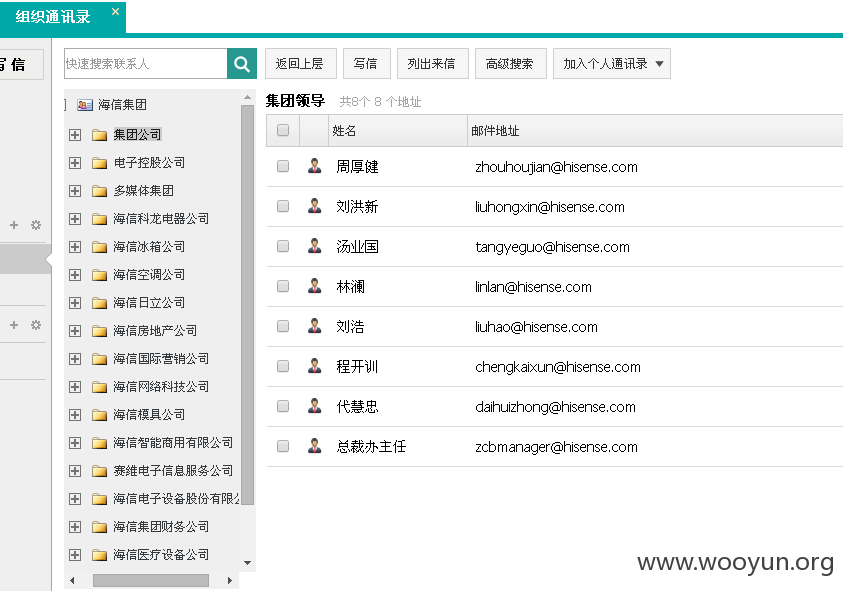 组织通讯录 ×
写 信
快速搜索联系人
返回上层 写信 列出来信 高级搜索 加入个人通讯录
海信集团
集团公司
电子控股公司
多媒体集团
海信科龙电器公司
海信冰箱公司
海信空调公司
海信日立公司
海信房地产公司
海信国际营销公司
海信网络科技公司
海信模具公司
海信智能商用有限公司
赛维电子信息服务公司
海信电子设备股份有限公
海信集团财务公司
海信医疗设备公司
集团领导 共8个 8 个地址
姓名 邮件地址
周厚健 zhouhoujian@hisense.com
刘洪新 liuhongxin@hisense.com
汤业国 tangyeguo@hisense.com
林澜 linlan@hisense.com
刘浩 liuhao@hisense.com
程开训 chengkaixun@hisense.com
代慧忠 daihuizhong@hisense.com
总裁办主任 zcbmanager@hisense.com
www.wooyun.org